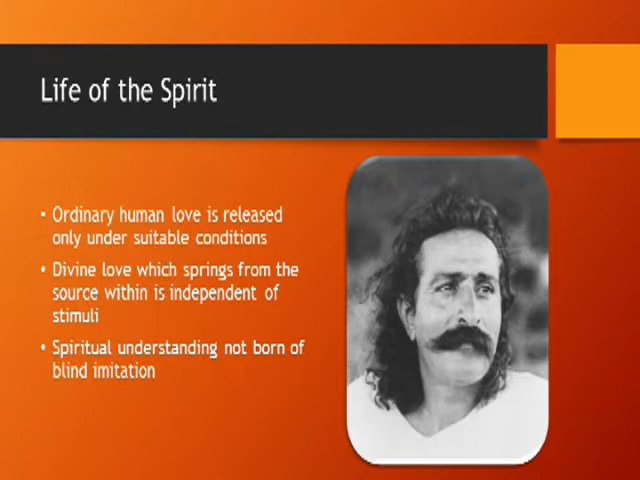 Life of the Spirit
• Ordinary human love is released
only under suitable conditions
• Divine love which springs from the
source within is independent of
stimuli
• Spiritual understanding not born of
blind imitation